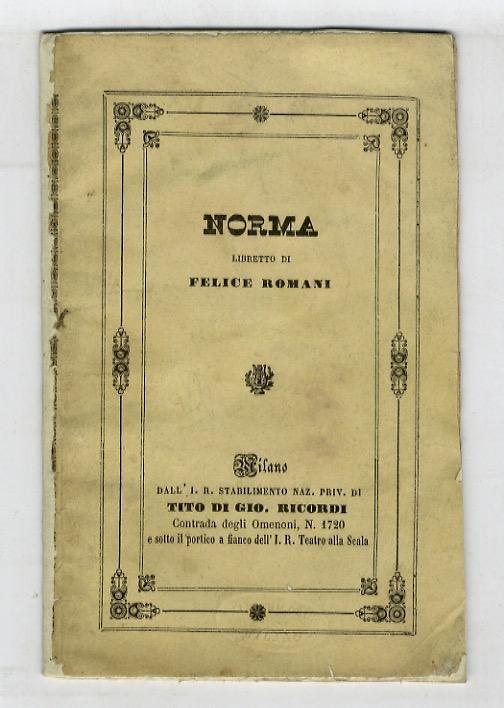 NORMA
LIBRETTO DI
FELICE ROMANI
Milano
DALL' I. R. STABILIMENTO NAZ. PRIV. DI
TITO DI GIO. RICORDI
Contrada degli Omenoni, N. 1720
e sotto il portico a fianco dell' I. R. Teatro alla Scala